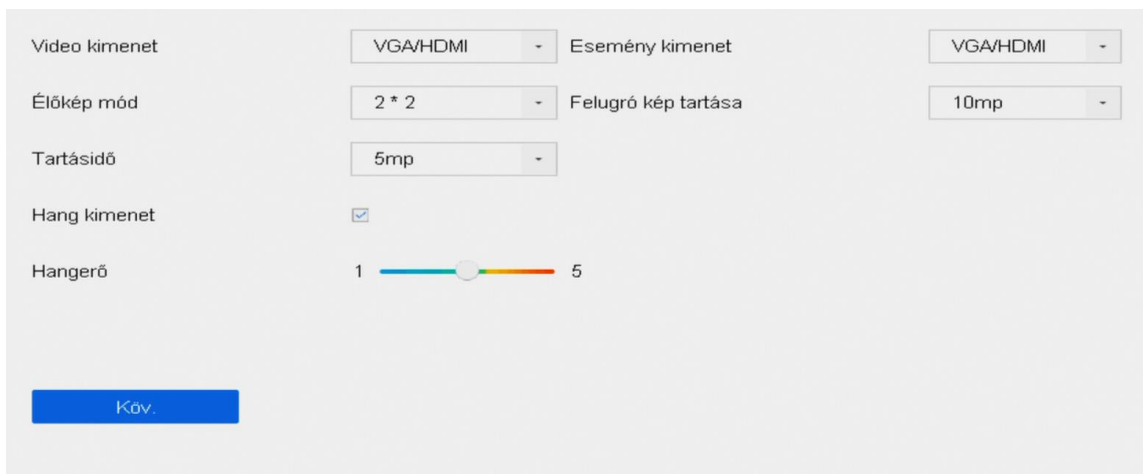 Video kimenet VGA/HDMI Esemény kimenet VGA/HDMI
Élőkép mód 2 * 2 Felugró kép tartása 10mp
Tartásidő 5mp
Hang kimenet
Hangerő 1 5
Köv.